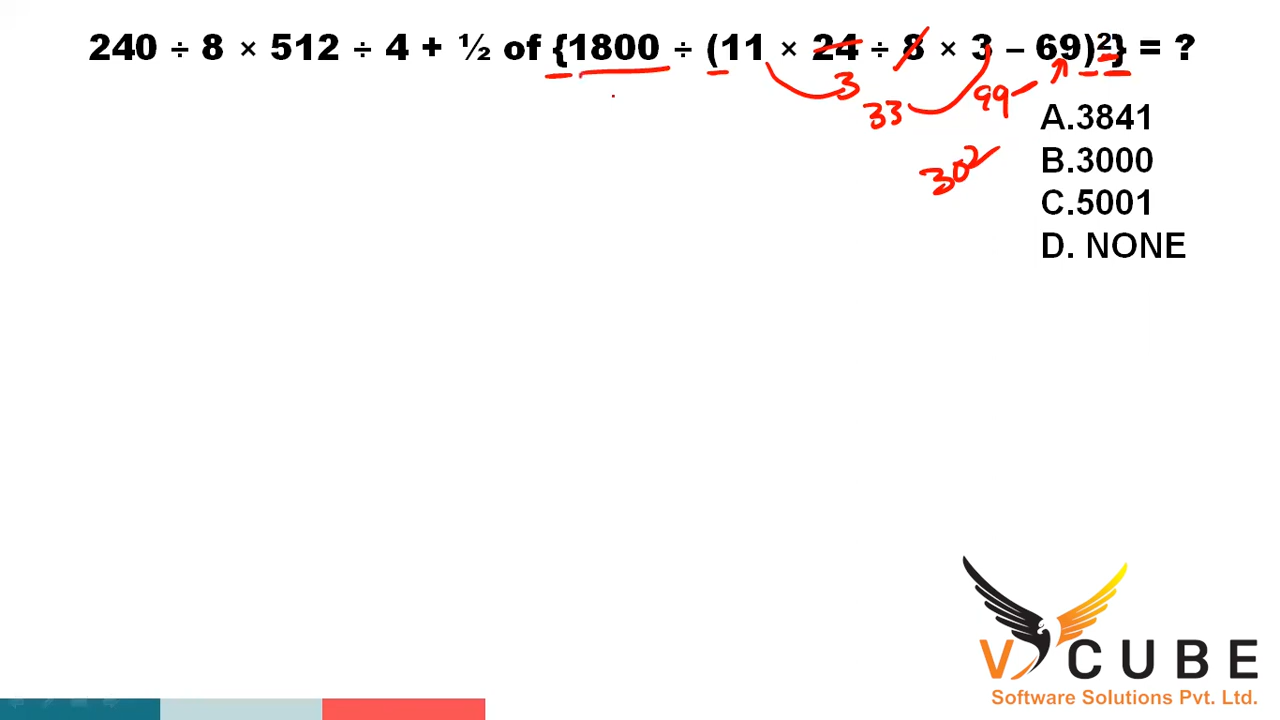 240 ÷ 8 × 512 ÷ 4 + ½ of {1800 ÷ (11 × 24 ÷ 8 × 3 – 69)²} = ?
3
33
99 –
30²
A.3841
B.3000
C.5001
D. NONE
V CUBE
Software Solutions Pvt. Ltd.